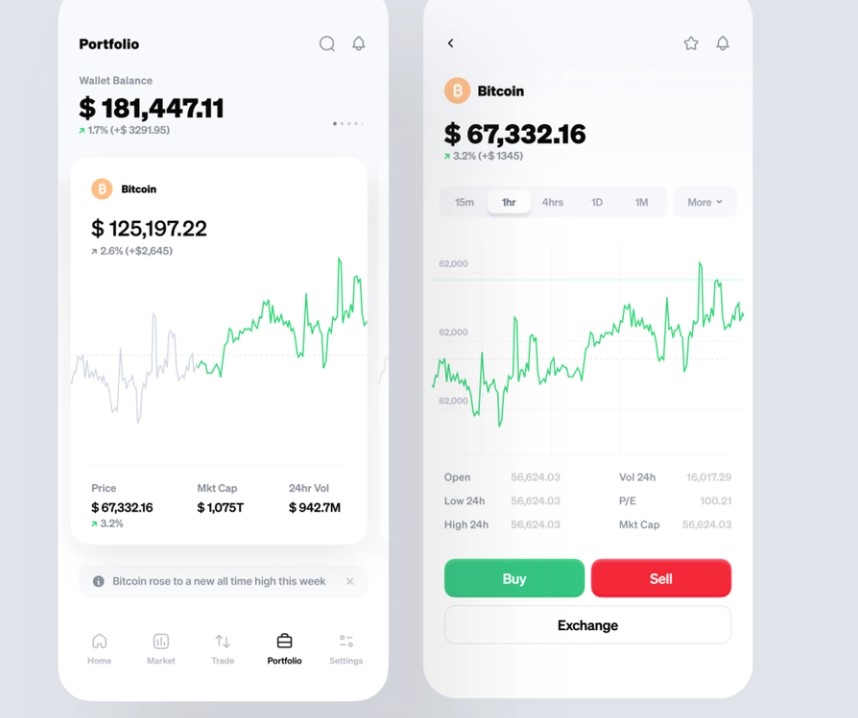 Portfolio
Wallet Balance
$ 181,447.11
1.7% (+$ 3291.95)
B Bitcoin
$ 125,197.22
2.6% (+$2,645)
Price Mkt Cap 24hr Vol
$ 67,332.16 $ 1,075T $ 942.7M
3.2%
Bitcoin rose to a new all time high this week
Home Market Trade Portfolio Settings
B Bitcoin
$ 67,332.16
3.2% (+$ 1345)
15m 1hr 4hrs 1D 1M More
62,000
62,000
62,000
Open 56,624.03 Vol 24h 16,017.29
Low 24h 56,624.03 P/E 100.21
High 24h 56,624.03 Mkt Cap 56,624.03
Buy Sell
Exchange